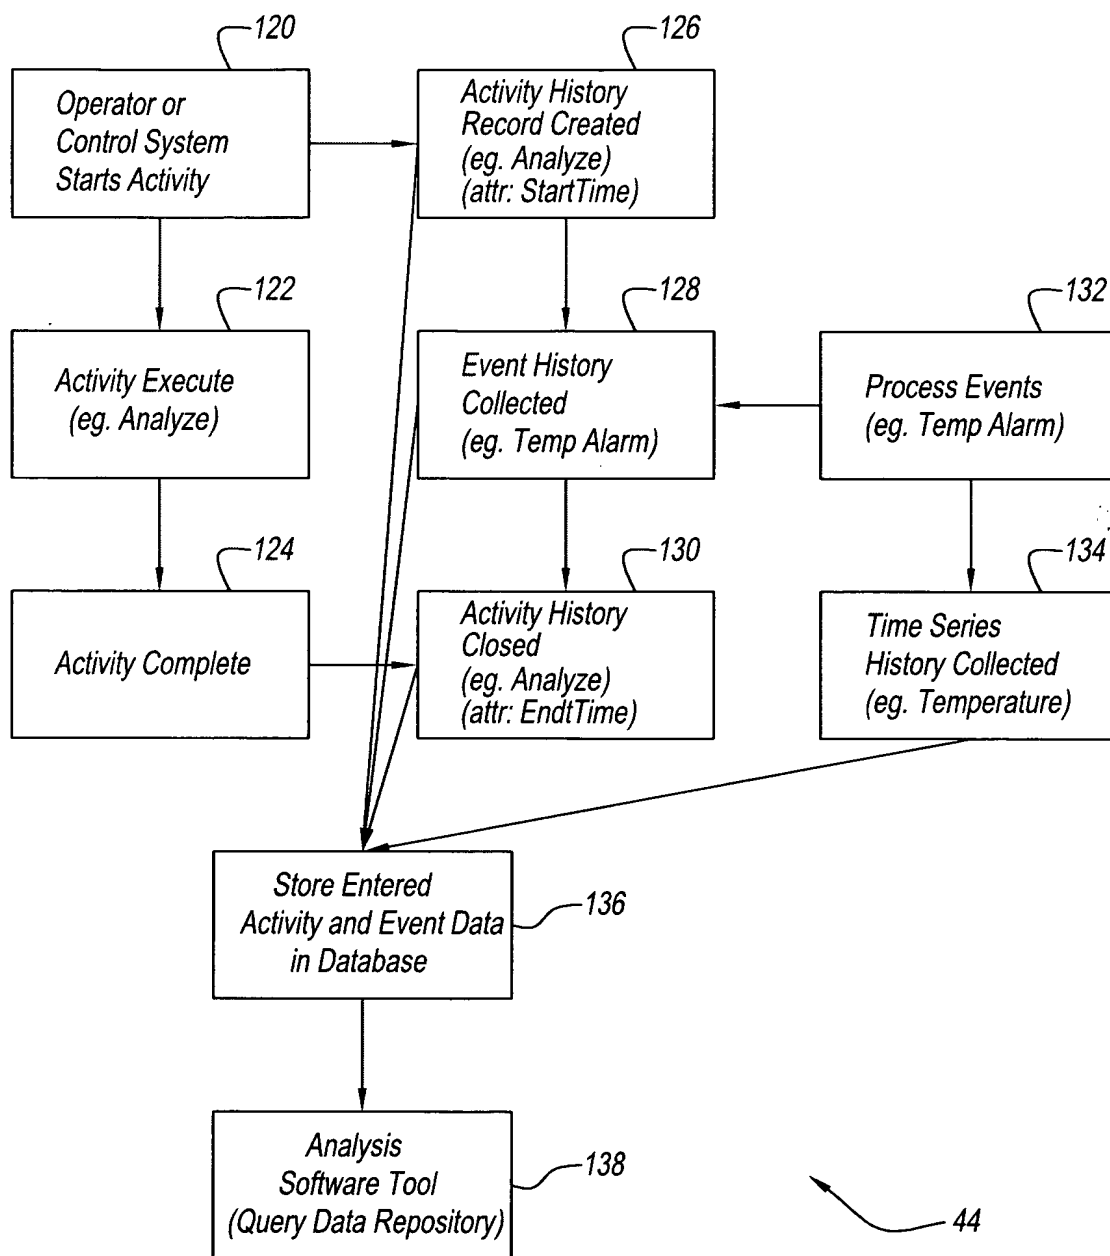 120
Operator or
Control System
Starts Activity
126
Activity History
Record Created
(eg. Analyze)
(attr: StartTime)
122
Activity Execute
(eg. Analyze)
128
Event History
Collected
(eg. Temp Alarm)
132
Process Events
(eg. Temp Alarm)
124
Activity Complete
130
Activity History
Closed
(eg. Analyze)
(attr: EndtTime)
134
Time Series
History Collected
(eg. Temperature)
Store Entered
Activity and Event Data
in Database
136
Analysis
Software Tool
(Query Data Repository)
138
44